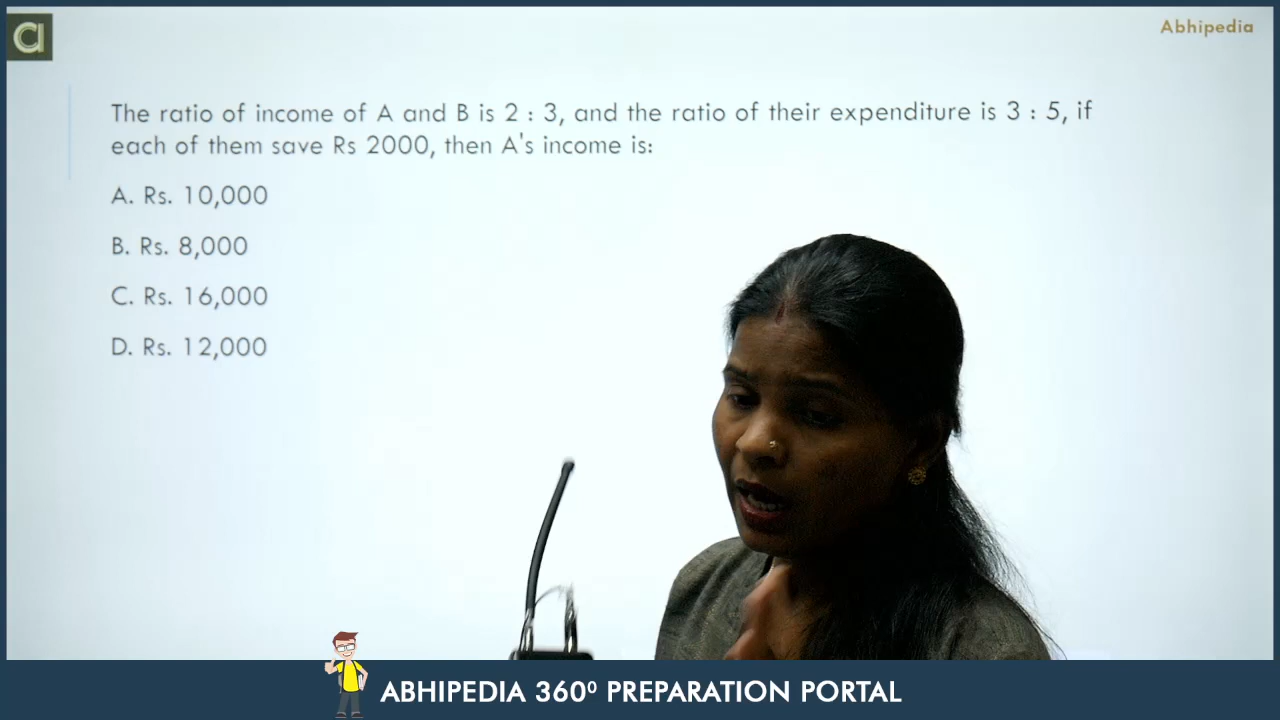 a
Abhipedia
The ratio of income of A and B is 2 : 3, and the ratio of their expenditure is 3 : 5, if
each of them save Rs 2000, then A's income is:
A. Rs. 10,000
B. Rs. 8,000
C. Rs. 16,000
D. Rs. 12,000
ABHIPEDIA 360⁰ PREPARATION PORTAL